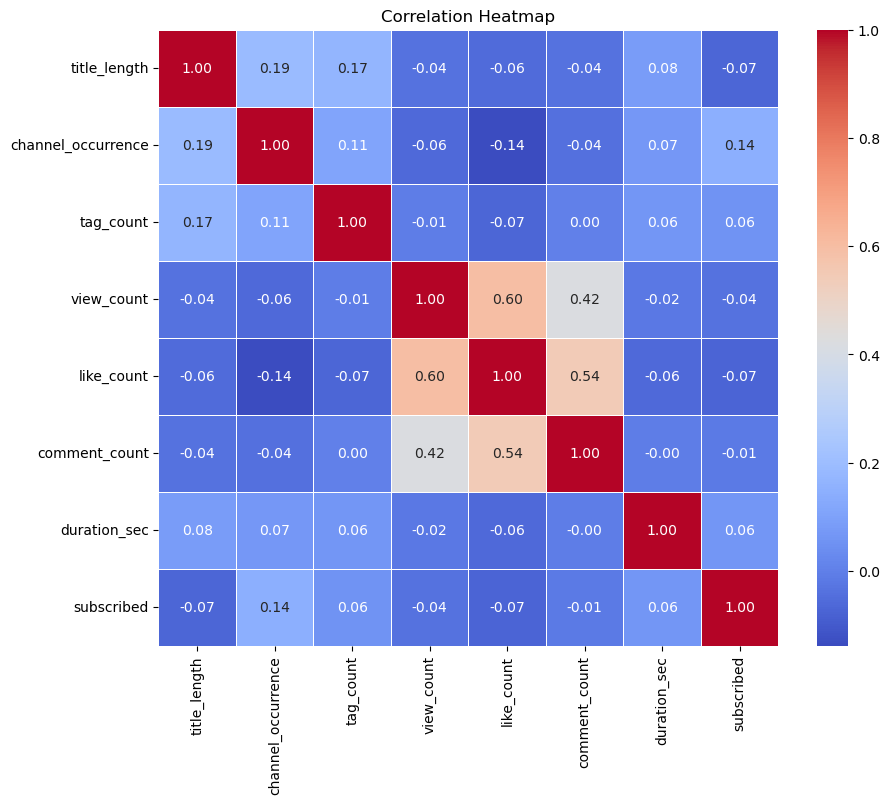 Correlation Heatmap
title_length 1.00 0.19 0.17 -0.04 -0.06 -0.04 0.08 -0.07
channel_occurrence 0.19 1.00 0.11 -0.06 -0.14 -0.04 0.07 0.14
tag_count 0.17 0.11 1.00 -0.01 -0.07 0.00 0.06 0.06
view_count -0.04 -0.06 -0.01 1.00 0.60 0.42 -0.02 -0.04
like_count -0.06 -0.14 -0.07 0.60 1.00 0.54 -0.06 -0.07
comment_count -0.04 -0.04 0.00 0.42 0.54 1.00 -0.00 -0.01
duration_sec 0.08 0.07 0.06 -0.02 -0.06 -0.00 1.00 0.06
subscribed -0.07 0.14 0.06 -0.04 -0.07 -0.01 0.06 1.00
title_length
channel_occurrence
tag_count
view_count
like_count
comment_count
duration_sec
subscribed
1.0
0.8
0.6
0.4
0.2
0.0